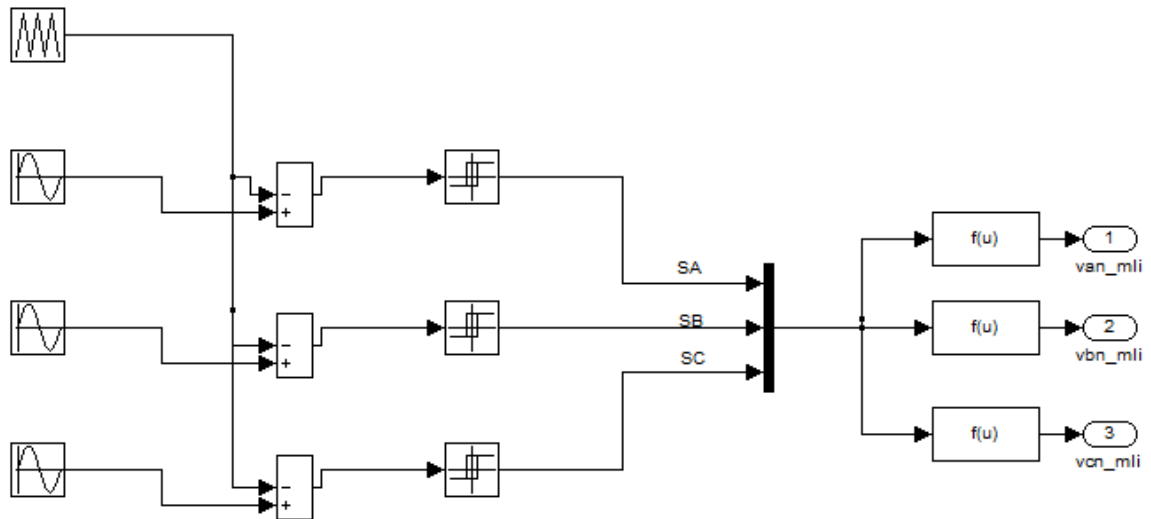 −
+
SA
f(u)
1
van_mli
−
+
SB
f(u)
2
vbn_mli
SC
−
+
f(u)
3
vcn_mli